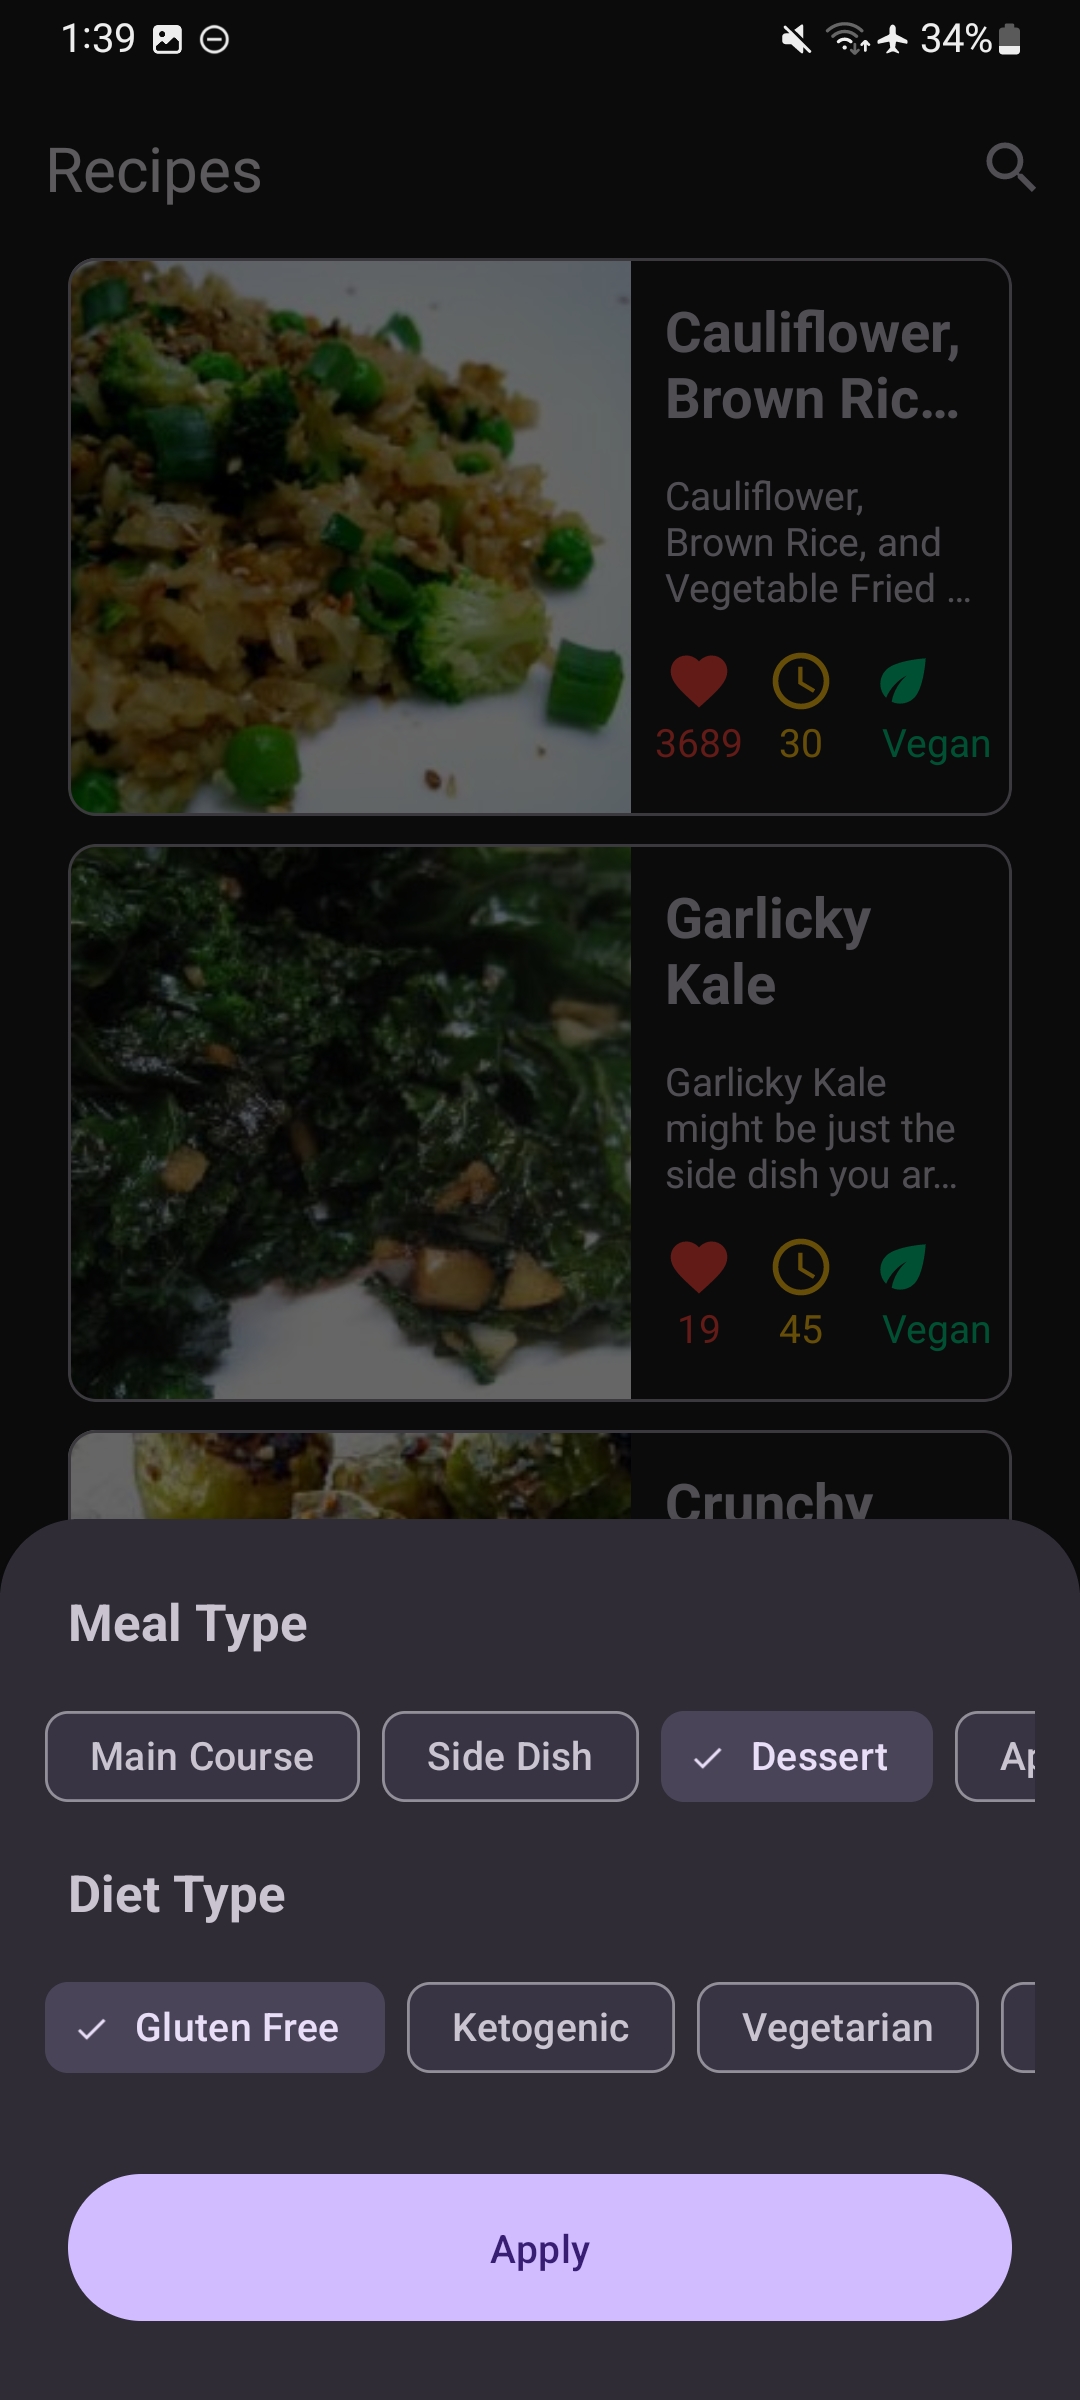 1:39
34%
Recipes
Cauliflower,
Brown Ric...
Cauliflower,
Brown Rice, and
Vegetable Fried ...
3689
30
Vegan
Garlicky
Kale
Garlicky Kale
might be just the
side dish you ar...
19
45
Vegan
Crunchy
Meal Type
Main Course
Side Dish
Dessert
Ap
Diet Type
Gluten Free
Ketogenic
Vegetarian
Apply